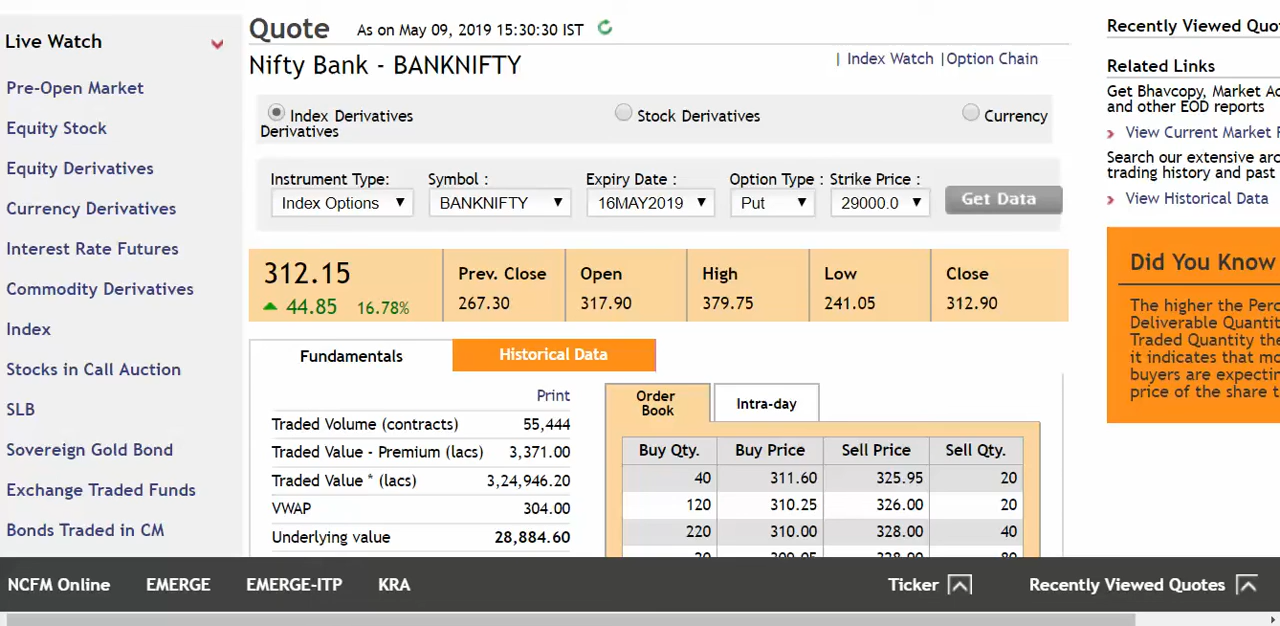 Live Watch
Pre-Open Market
Equity Stock
Equity Derivatives
Currency Derivatives
Interest Rate Futures
Commodity Derivatives
Index
Stocks in Call Auction
SLB
Sovereign Gold Bond
Exchange Traded Funds
Bonds Traded in CM
Quote As on May 09, 2019 15:30:30 IST
Nifty Bank - BANKNIFTY
| Index Watch |Option Chain
Index Derivatives Stock Derivatives Currency
Derivatives
Instrument Type: Symbol : Expiry Date : Option Type : Strike Price :
Index Options BANKNIFTY 16MAY2019 Put 29000.0 Get Data
312.15 Prev. Close Open High Low Close
44.85 16.78% 267.30 317.90 379.75 241.05 312.90
Fundamentals Historical Data
Print
Traded Volume (contracts) 55,444
Traded Value - Premium (lacs) 3,371.00
Traded Value * (lacs) 3,24,946.20
VWAP 304.00
Underlying value 28,884.60
Order
Book
Intra-day
Buy Qty. Buy Price Sell Price Sell Qty.
40 311.60 325.95 20
120 310.25 326.00 20
220 310.00 328.00 40
Recently Viewed Quo
Related Links
Get Bhavcopy, Market Ac
and other EOD reports
View Current Market
Search our extensive arc
trading history and past
View Historical Data
Did You Know
The higher the Perc
Deliverable Quantit
Traded Quantity the
it indicates that mo
buyers are expectin
price of the share t
NCFM Online EMERGE EMERGE-ITP KRA Ticker Recently Viewed Quotes